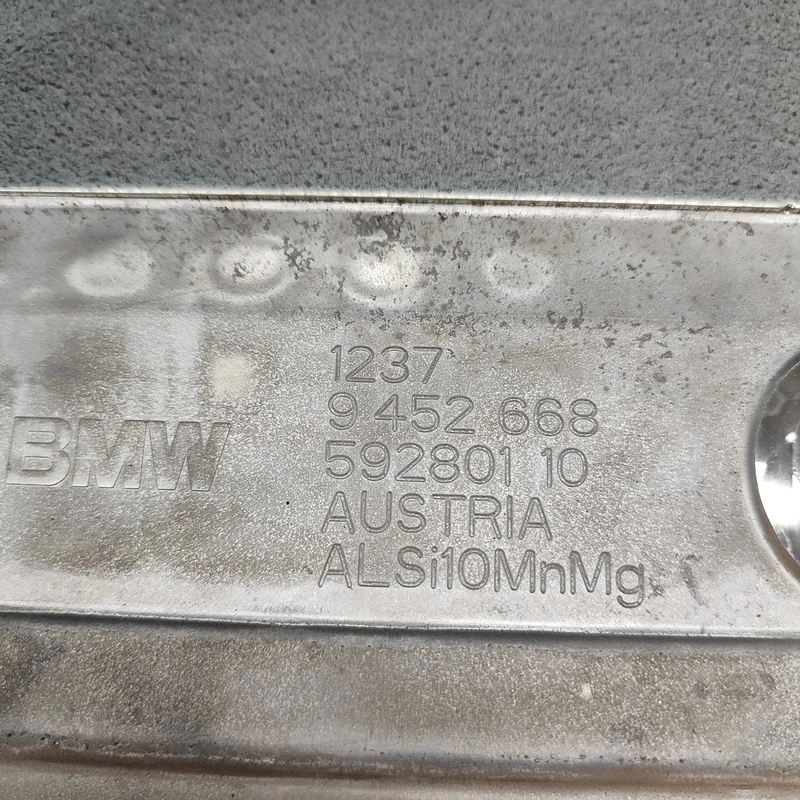 BMW
1237
9 452 668
592801 10
AUSTRIA
ALSi10MnMg